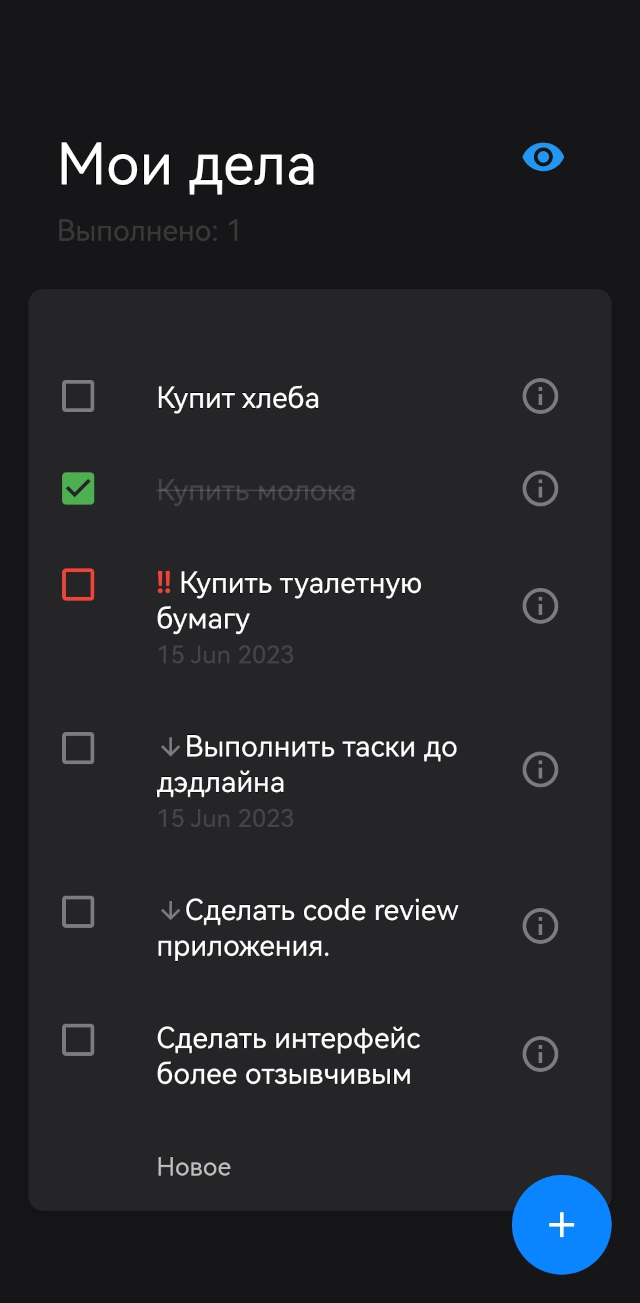 Мои дела
Выполнено: 1
Купит хлеба
Купить молока
!! Купить туалетную
бумагу
15 Jun 2023
↓Выполнить таски до
дэдлайна
15 Jun 2023
↓Сделать code review
приложения.
Сделать интерфейс
более отзывчивым
Новое